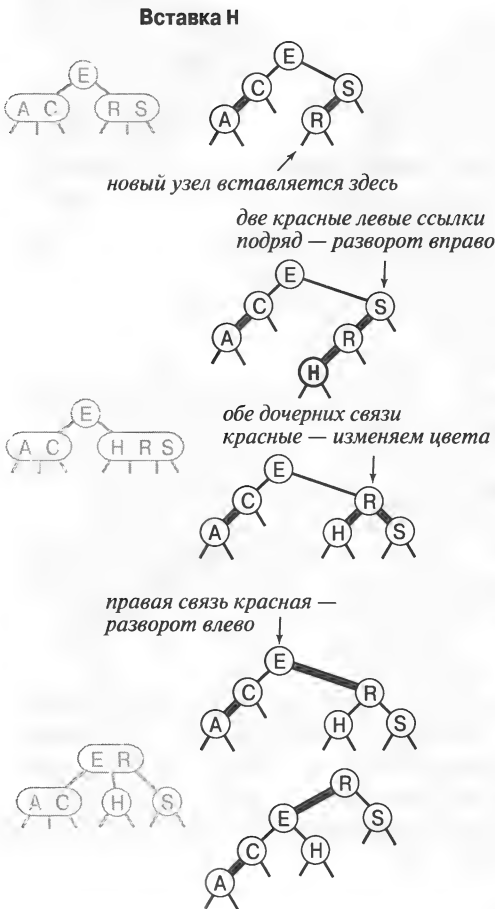 Вставка H
E
A C R S
E
C S
A R
новый узел вставляется здесь
две красные левые ссылки
подряд — разворот вправо
E
C S
A R
H
E
A C H R S
обе дочерних связи
красные — изменяем цвета
E
C R
A H S
правая связь красная —
разворот влево
E
C R
A H S
E R
A C H S
R
E S
C H
A